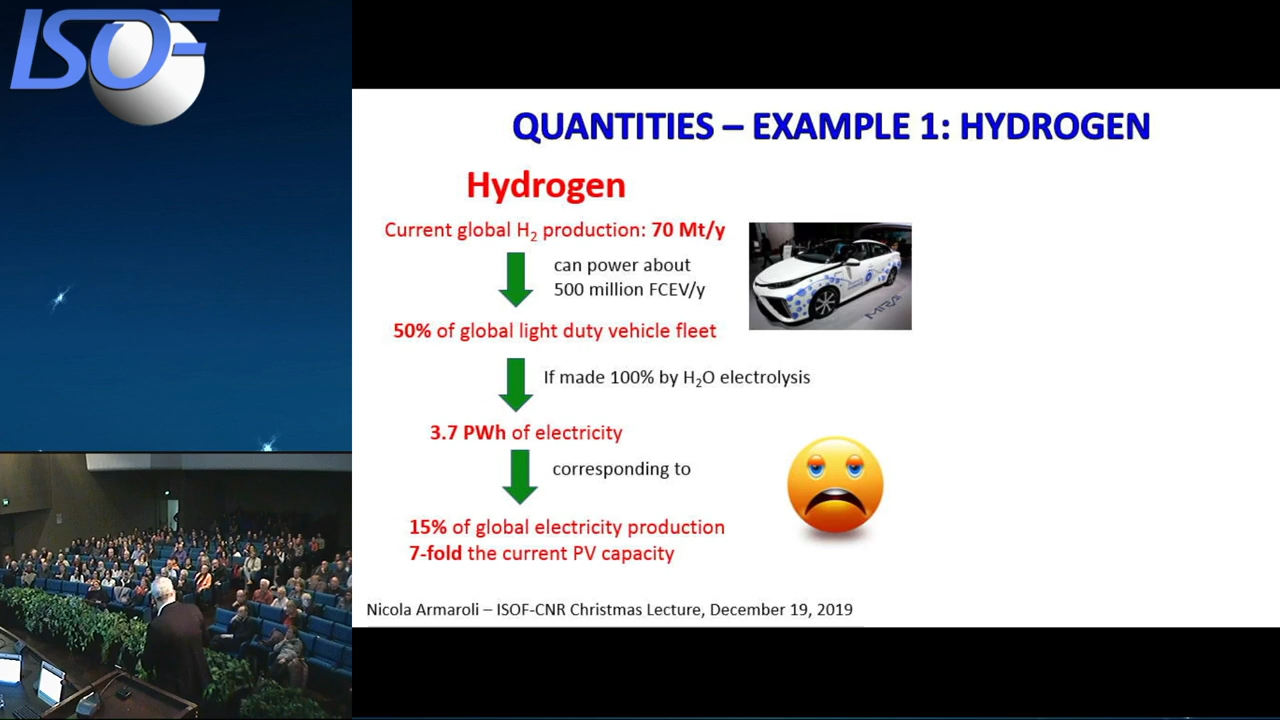 ISOF
QUANTITIES – EXAMPLE 1: HYDROGEN
Hydrogen
Current global H₂ production: 70 Mt/y
can power about
500 million FCEV/y
MIRAI
50% of global light duty vehicle fleet
If made 100% by H₂O electrolysis
3.7 PWh of electricity
corresponding to
15% of global electricity production
7-fold the current PV capacity
Nicola Armaroli – ISOF-CNR Christmas Lecture, December 19, 2019